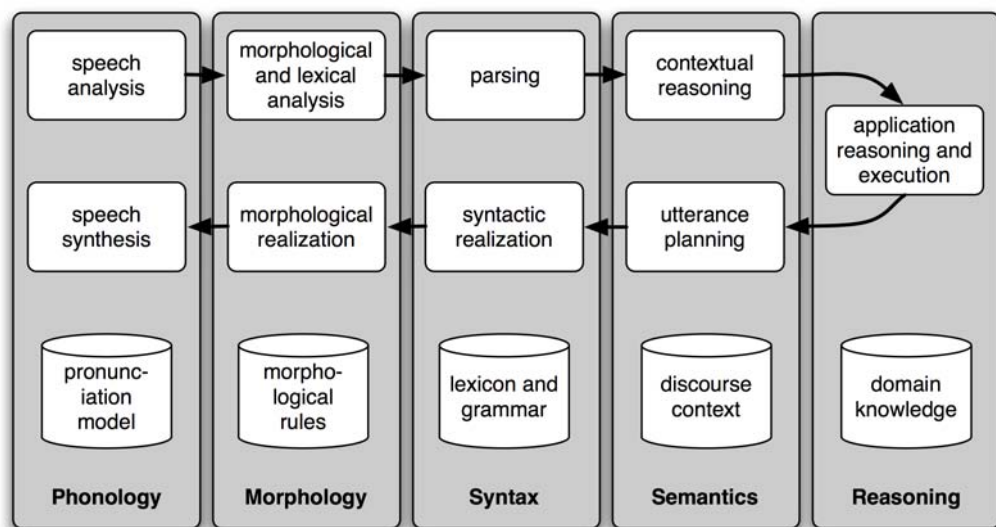 speech
analysis
morphological
and lexical
analysis
parsing
contextual
reasoning
application
reasoning and
execution
speech
synthesis
morphological
realization
syntactic
realization
utterance
planning
pronunc-
iation
model
morpho-
logical
rules
lexicon and
grammar
discourse
context
domain
knowledge
Phonology
Morphology
Syntax
Semantics
Reasoning